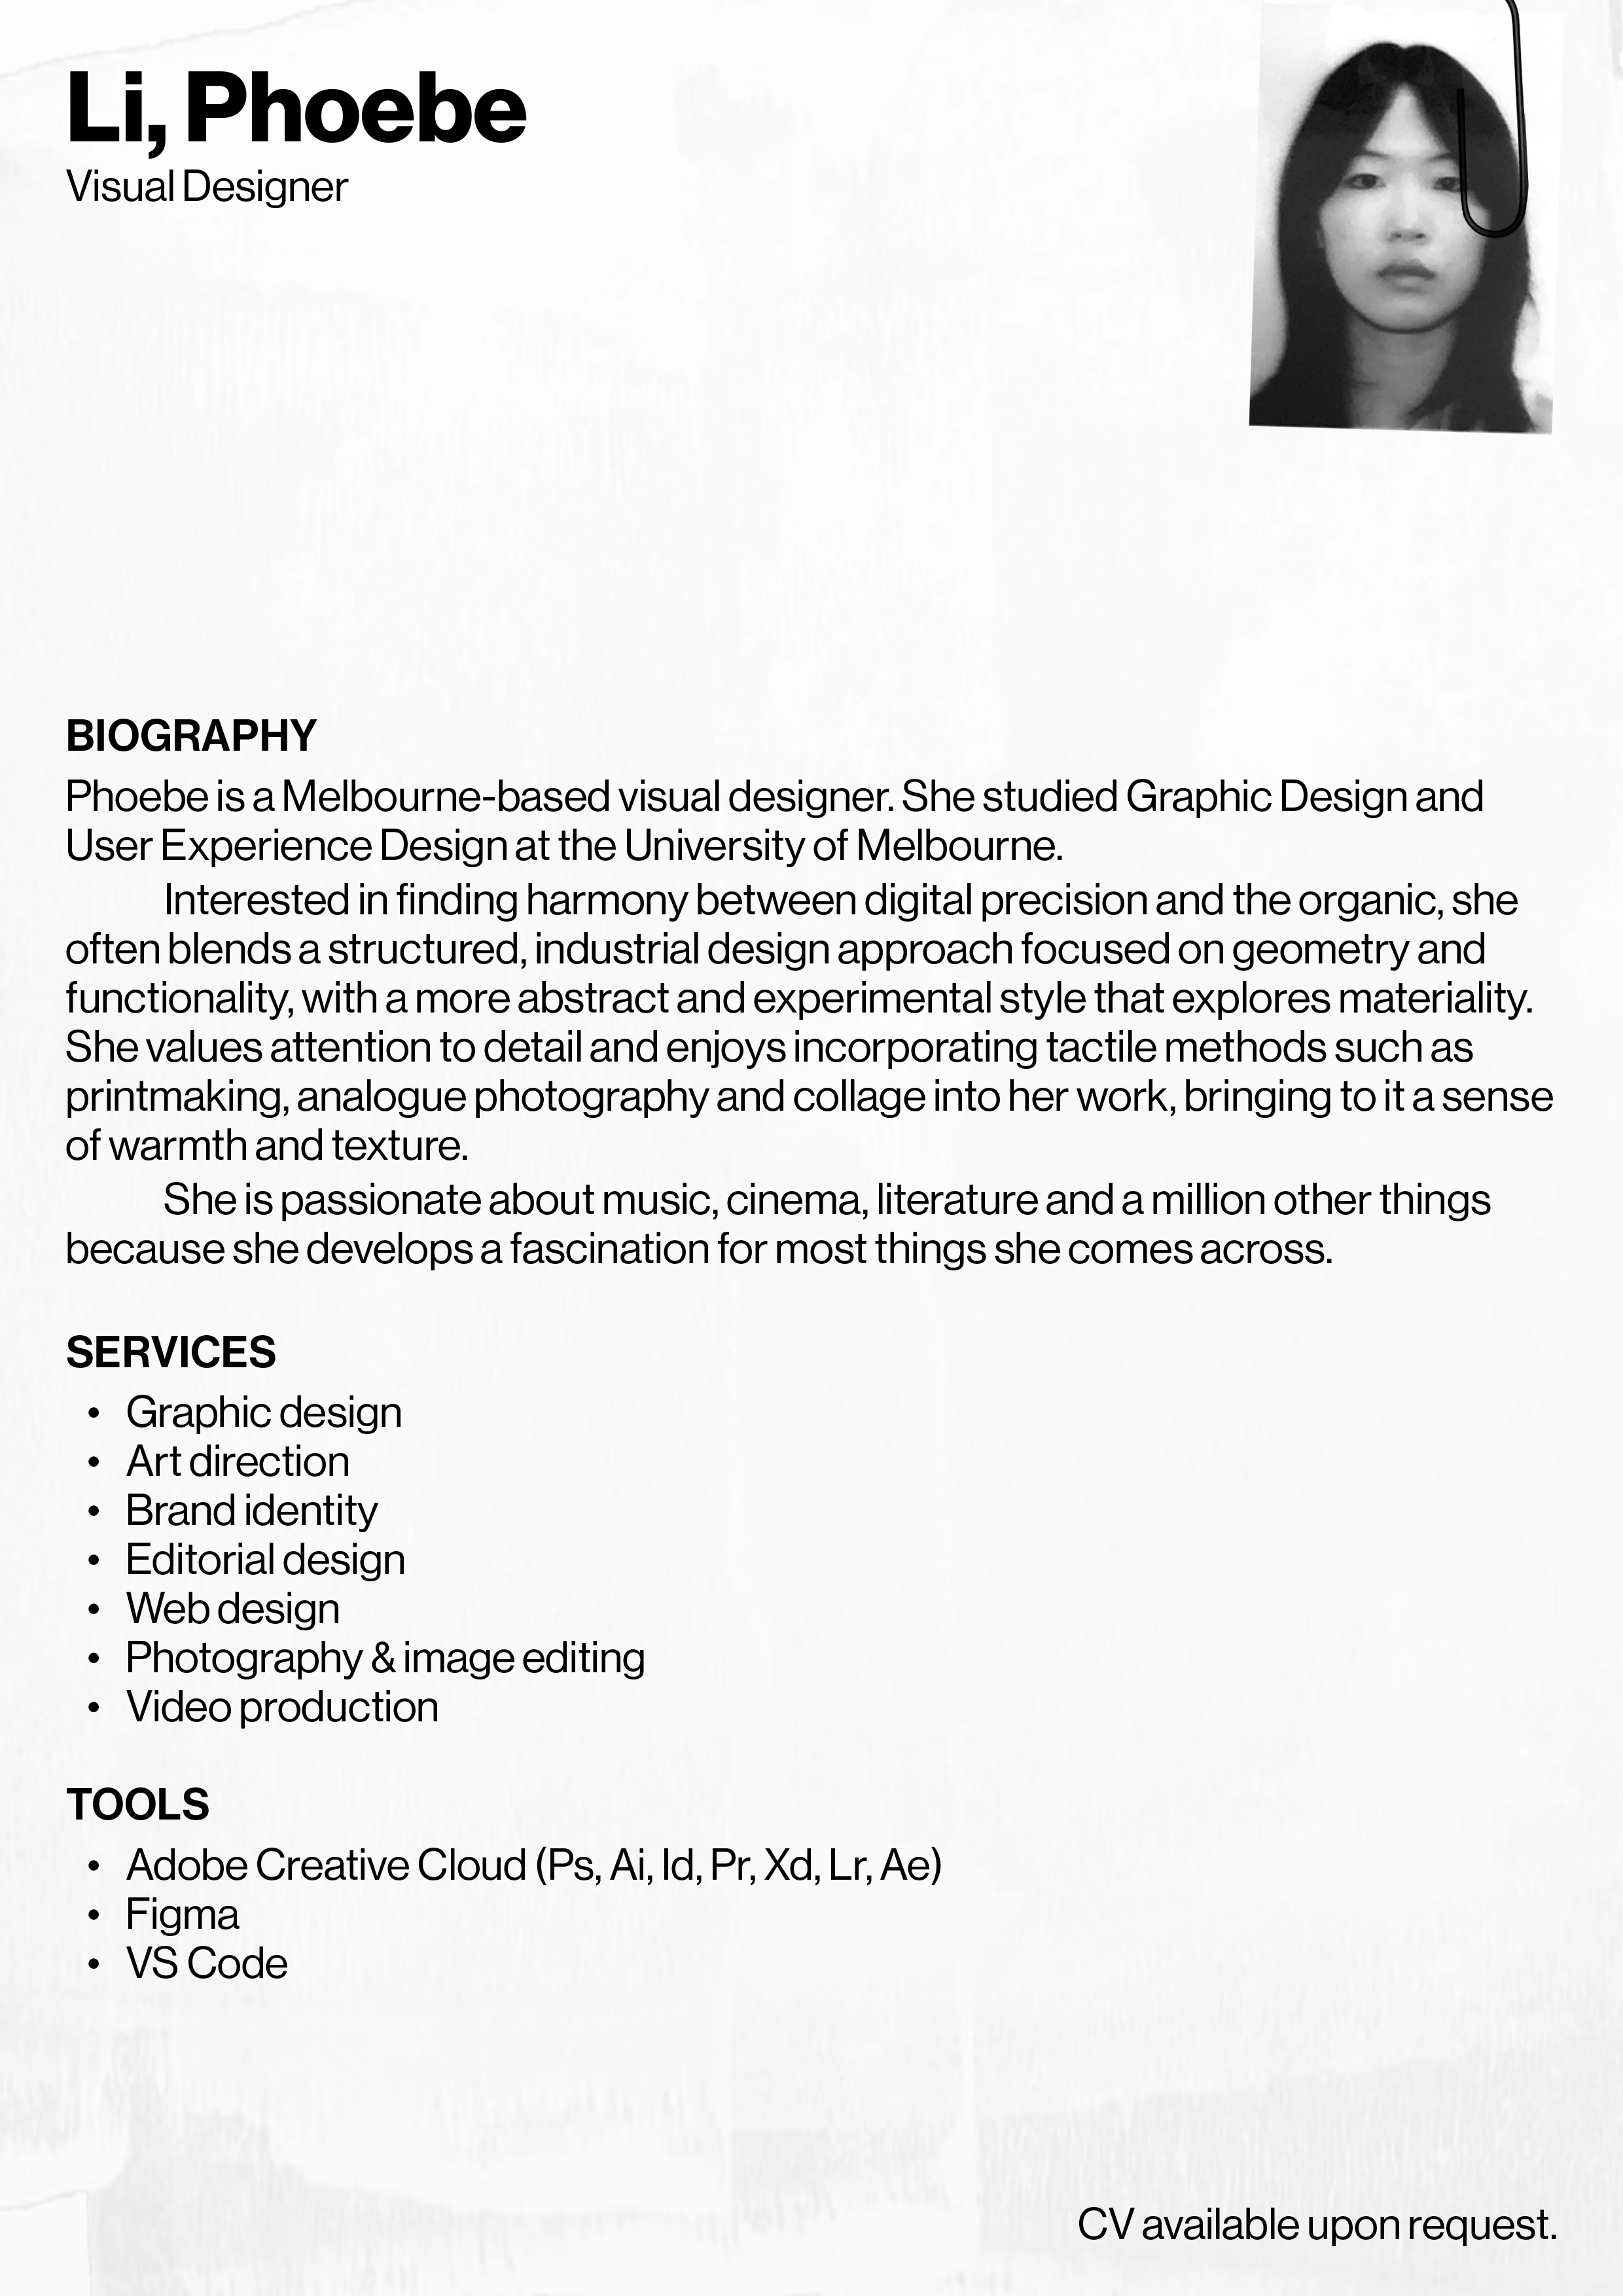 Li, Phoebe
Visual Designer
BIOGRAPHY
Phoebe is a Melbourne-based visual designer. She studied Graphic Design and
User Experience Design at the University of Melbourne.
Interested in finding harmony between digital precision and the organic, she
often blends a structured, industrial design approach focused on geometry and
functionality, with a more abstract and experimental style that explores materiality.
She values attention to detail and enjoys incorporating tactile methods such as
printmaking, analogue photography and collage into her work, bringing to it a sense
of warmth and texture.
She is passionate about music, cinema, literature and a million other things
because she develops a fascination for most things she comes across.
SERVICES
• Graphic design
• Art direction
• Brand identity
• Editorial design
• Web design
• Photography & image editing
• Video production
TOOLS
• Adobe Creative Cloud (Ps, Ai, Id, Pr, Xd, Lr, Ae)
• Figma
• VS Code
CV available upon request.